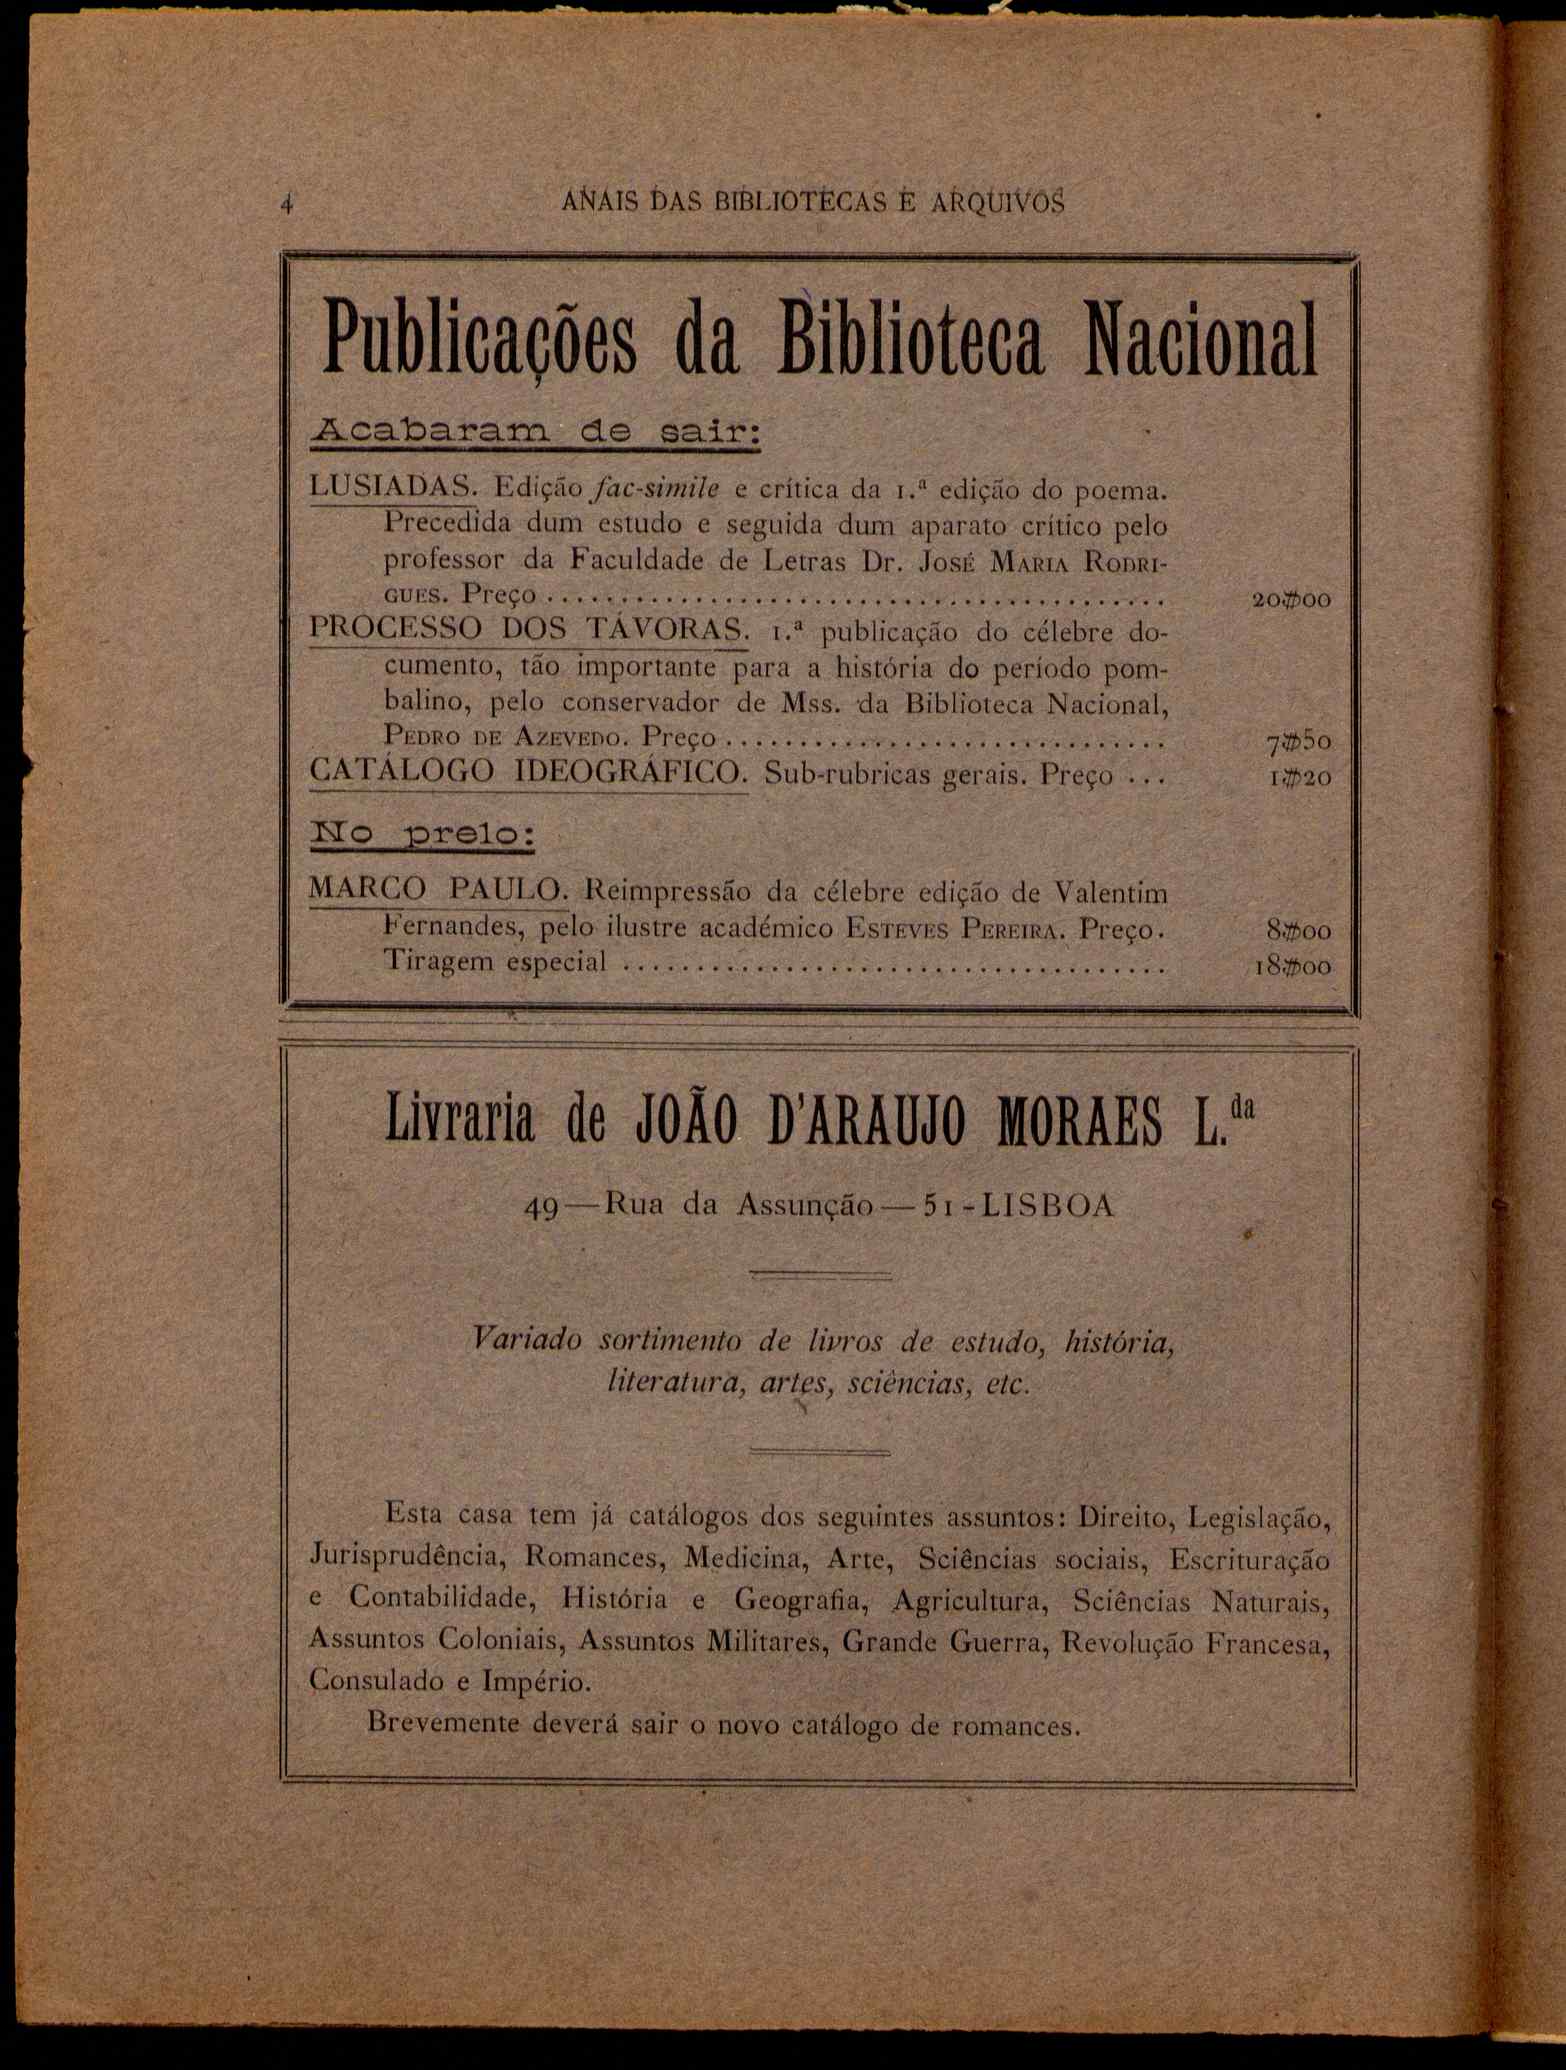 4 ANAIS DAS BIBLIOTECAS E ARQUIVOS
Publicações da Biblioteca Nacional
Acabaram de sair:
LUSIADAS. Edição fac-simile e crítica da 1.ª edição do poema.
Precedida dum estudo e seguida dum aparato crítico pelo
professor da Faculdade de Letras Dr. José Maria Rodri-
gues. Preço .......................................... 20$00
PROCESSO DOS TÁVORAS. 1.ª publicação do célebre do-
cumento, tão importante para a história do período pom-
balino, pelo conservador de Mss. da Biblioteca Nacional,
Pedro de Azevedo. Preço .............................. 7$50
CATÁLOGO IDEOGRÁFICO. Sub-rubricas gerais. Preço ... 1$20
No prelo:
MARCO PAULO. Reimpressão da célebre edição de Valentim
Fernandes, pelo ilustre académico Esteves Pereira. Preço. 8$00
Tiragem especial ..................................... 18$00
Livraria de JOÃO D'ARAUJO MORAES L.da
49—Rua da Assunção—51-LISBOA
Variado sortimento de livros de estudo, história,
literatura, artes, sciências, etc.
Esta casa tem já catálogos dos seguintes assuntos: Direito, Legislação,
Jurisprudência, Romances, Medicina, Arte, Sciências sociais, Escrituração
e Contabilidade, História e Geografia, Agricultura, Sciências Naturais,
Assuntos Coloniais, Assuntos Militares, Grande Guerra, Revolução Francesa,
Consulado e Império.
Brevemente deverá sair o novo catálogo de romances.